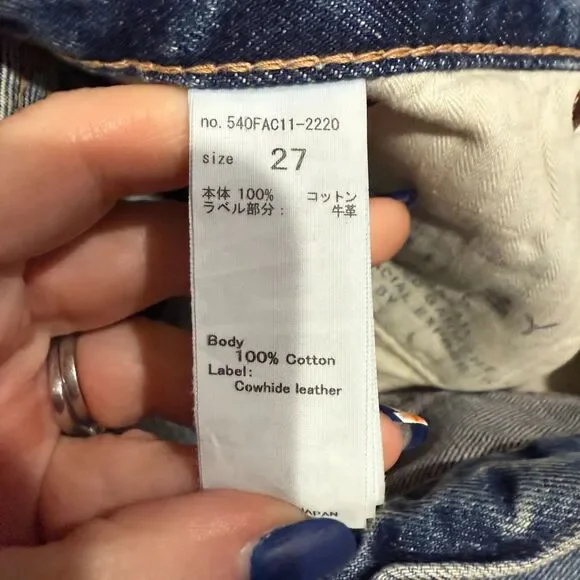 no. 540FAC11-2220
size 27
本体 100% コットン
ラベル部分: 牛革
Body
100% Cotton
Label:
Cowhide leather
JAPAN
BY